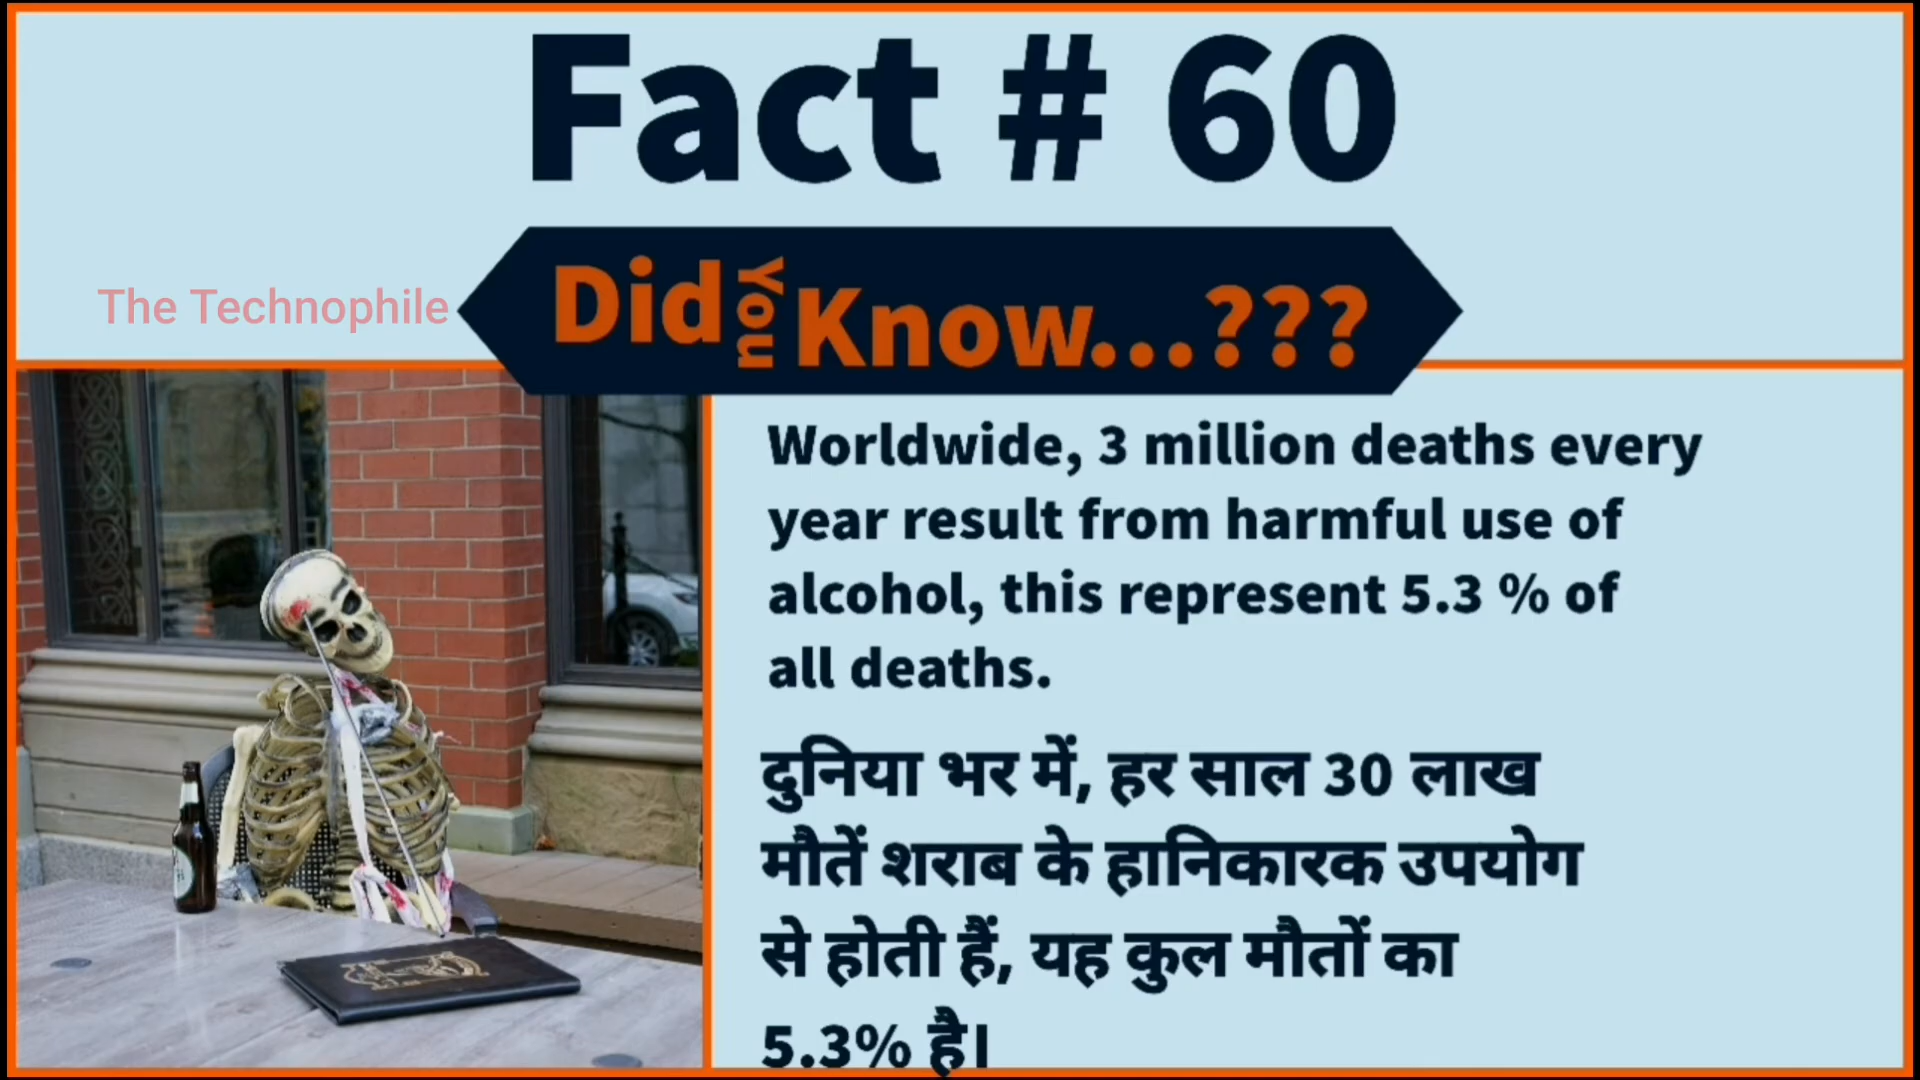 Fact # 60
The Technophile
Did You Know...???
Worldwide, 3 million deaths every
year result from harmful use of
alcohol, this represent 5.3 % of
all deaths.
दुनिया भर में, हर साल 30 लाख
मौतें शराब के हानिकारक उपयोग
से होती हैं, यह कुल मौतों का
5.3% है।